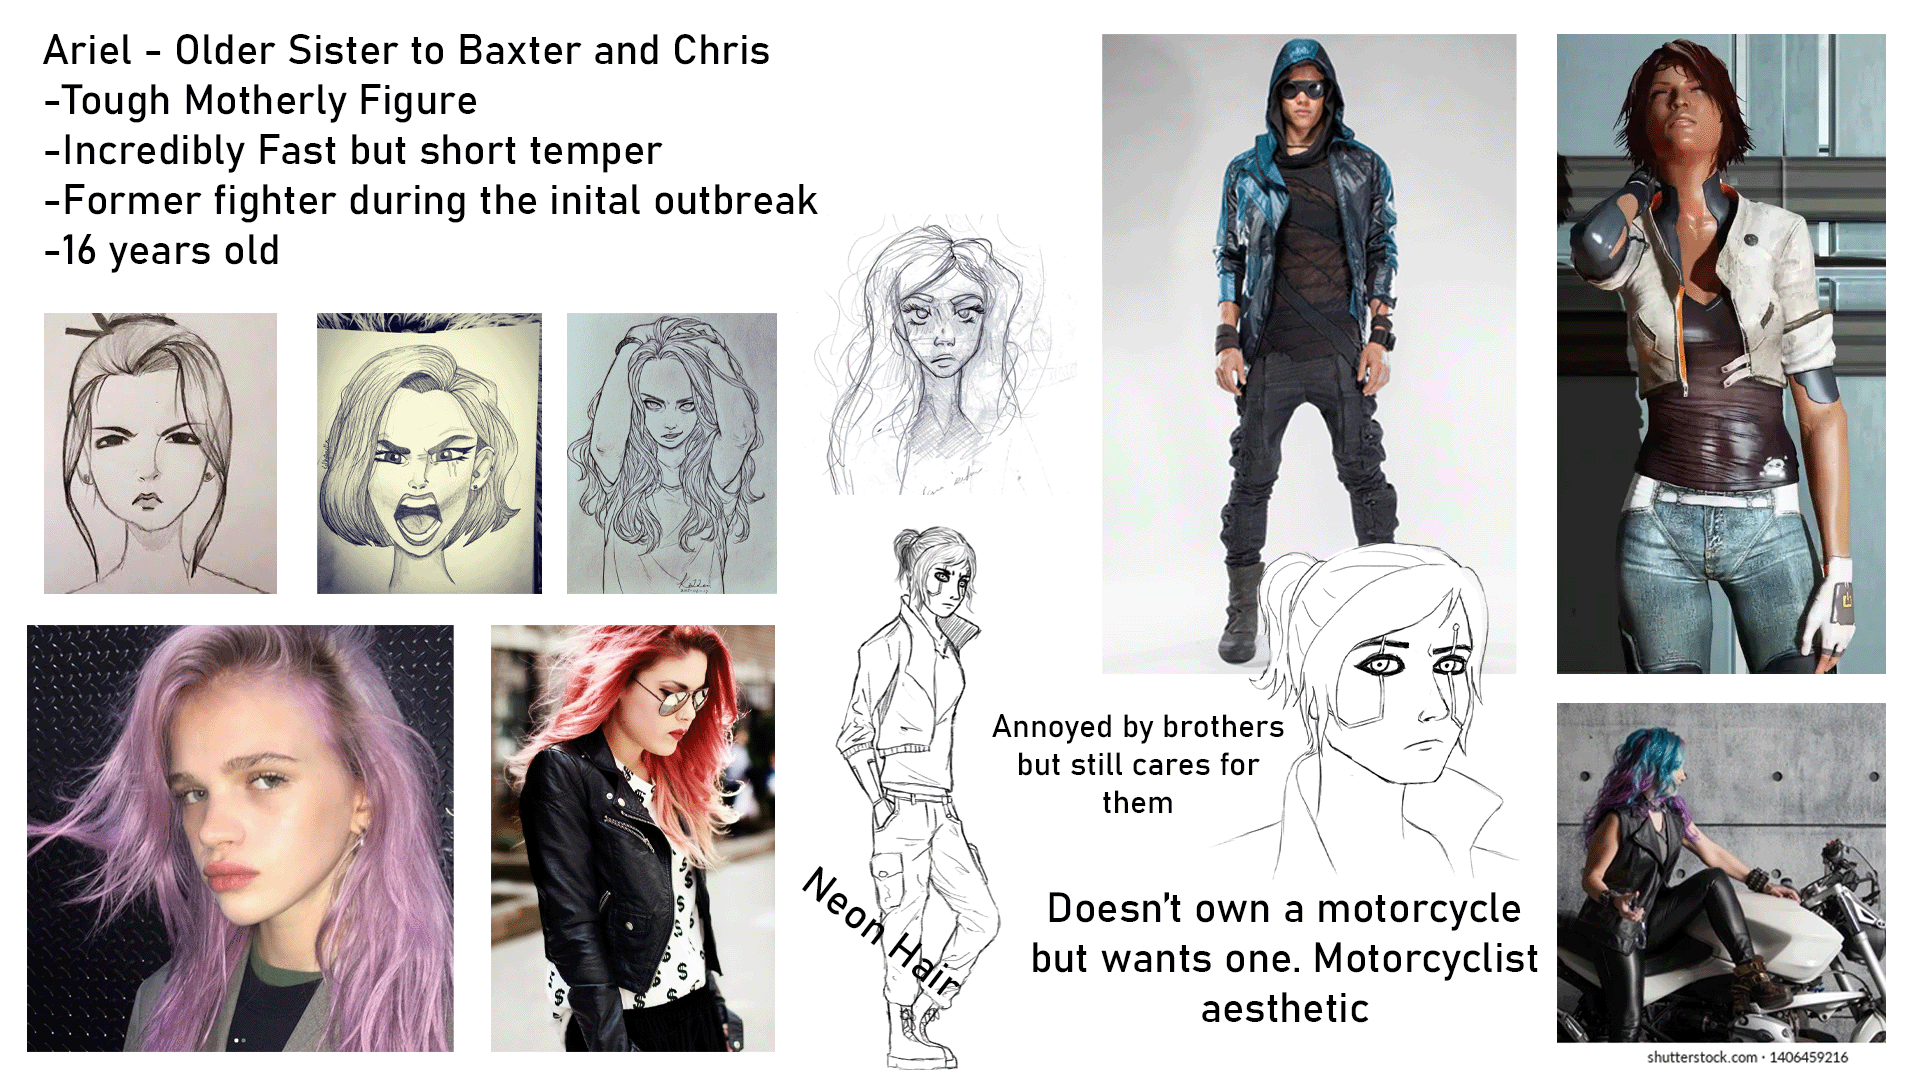 Ariel - Older Sister to Baxter and Chris
-Tough Motherly Figure
-Incredibly Fast but short temper
-Former fighter during the inital outbreak
-16 years old
Annoyed by brothers
but still cares for
them
Neon Hair
Doesn't own a motorcycle
but wants one. Motorcyclist
aesthetic
shutterstock.com · 1406459216